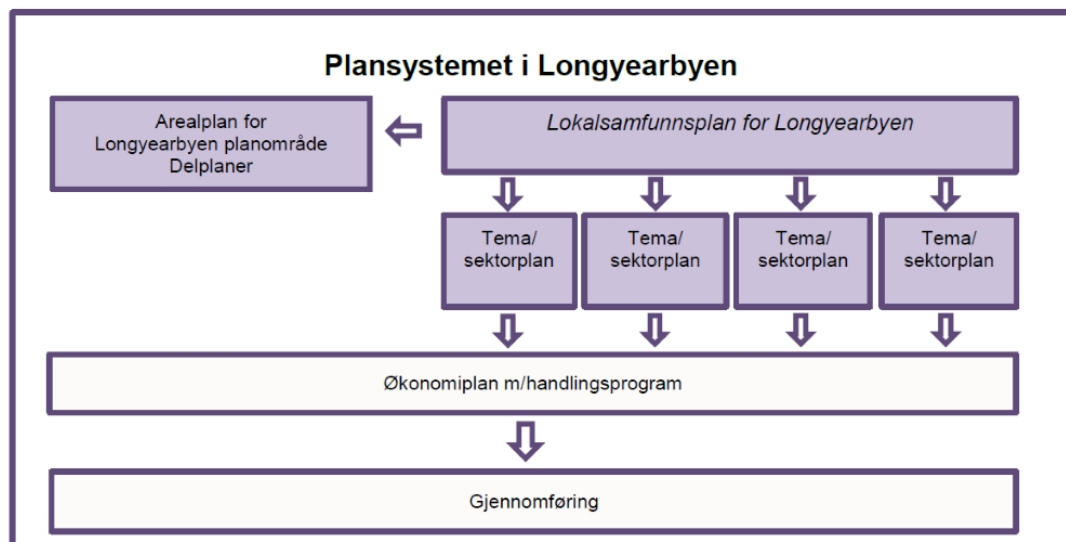 Plansystemet i Longyearbyen
Arealplan for
Longyearbyen planområde
Delplaner
Lokalsamfunnsplan for Longyearbyen
Tema/
sektorplan
Tema/
sektorplan
Tema/
sektorplan
Tema/
sektorplan
Økonomiplan m/handlingsprogram
Gjennomføring